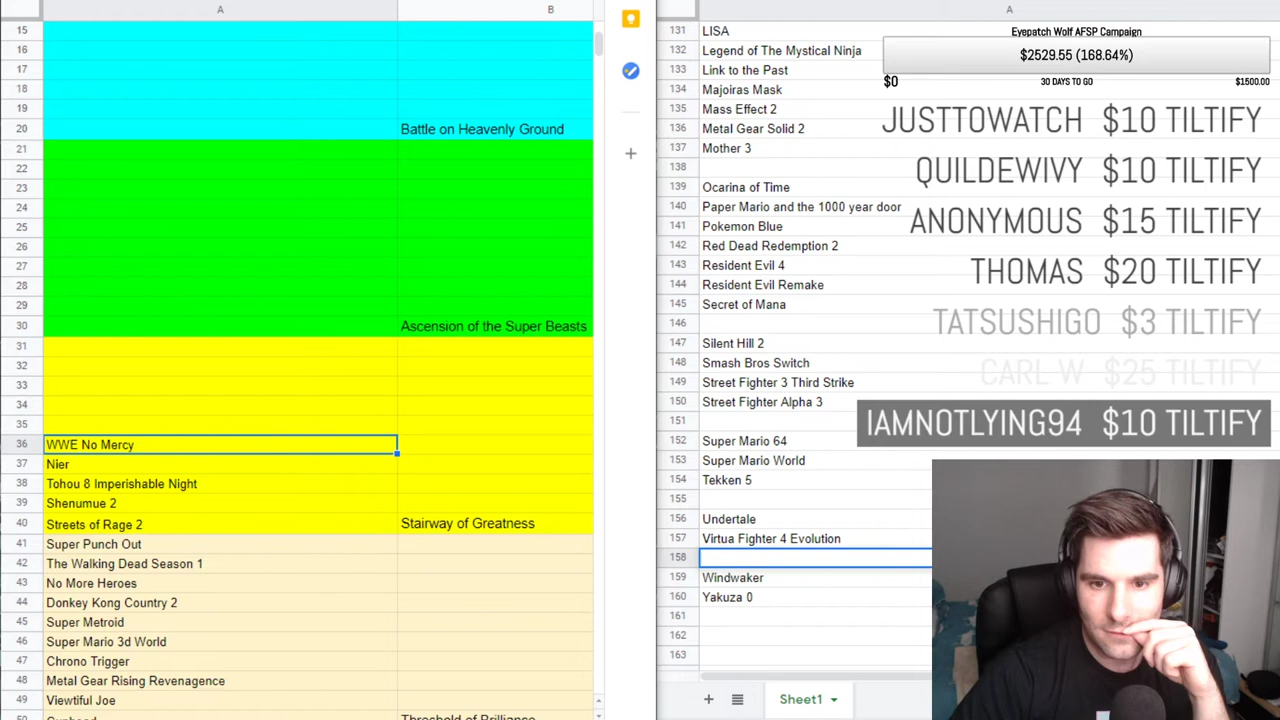 A
B
15
16
17
18
19
20 Battle on Heavenly Ground
21
22
23
24
25
26
27
28
29
30 Ascension of the Super Beasts
31
32
33
34
35
36 WWE No Mercy
37 Nier
38 Tohou 8 Imperishable Night
39 Shenumue 2
40 Streets of Rage 2 Stairway of Greatness
41 Super Punch Out
42 The Walking Dead Season 1
43 No More Heroes
44 Donkey Kong Country 2
45 Super Metroid
46 Super Mario 3d World
47 Chrono Trigger
48 Metal Gear Rising Revenagence
49 Viewtiful Joe
50 Cuphead Threshold of Brilliance
A
131 LISA
132 Legend of The Mystical Ninja
133 Link to the Past
134 Majoiras Mask
135 Mass Effect 2
136 Metal Gear Solid 2
137 Mother 3
138
139 Ocarina of Time
140 Paper Mario and the 1000 year door
141 Pokemon Blue
142 Red Dead Redemption 2
143 Resident Evil 4
144 Resident Evil Remake
145 Secret of Mana
146
147 Silent Hill 2
148 Smash Bros Switch
149 Street Fighter 3 Third Strike
150 Street Fighter Alpha 3
151
152 Super Mario 64
153 Super Mario World
154 Tekken 5
155
156 Undertale
157 Virtua Fighter 4 Evolution
158
159 Windwaker
160 Yakuza 0
161
162
163
Sheet1
Eyepatch Wolf AFSP Campaign
$2529.55 (168.64%)
$0 30 DAYS TO GO $1500.00
JUSTTOWATCH $10 TILTIFY
QUILDEWIVY $10 TILTIFY
ANONYMOUS $15 TILTIFY
THOMAS $20 TILTIFY
TATSUSHIGO $3 TILTIFY
CARL W $25 TILTIFY
IAMNOTLYING94 $10 TILTIFY